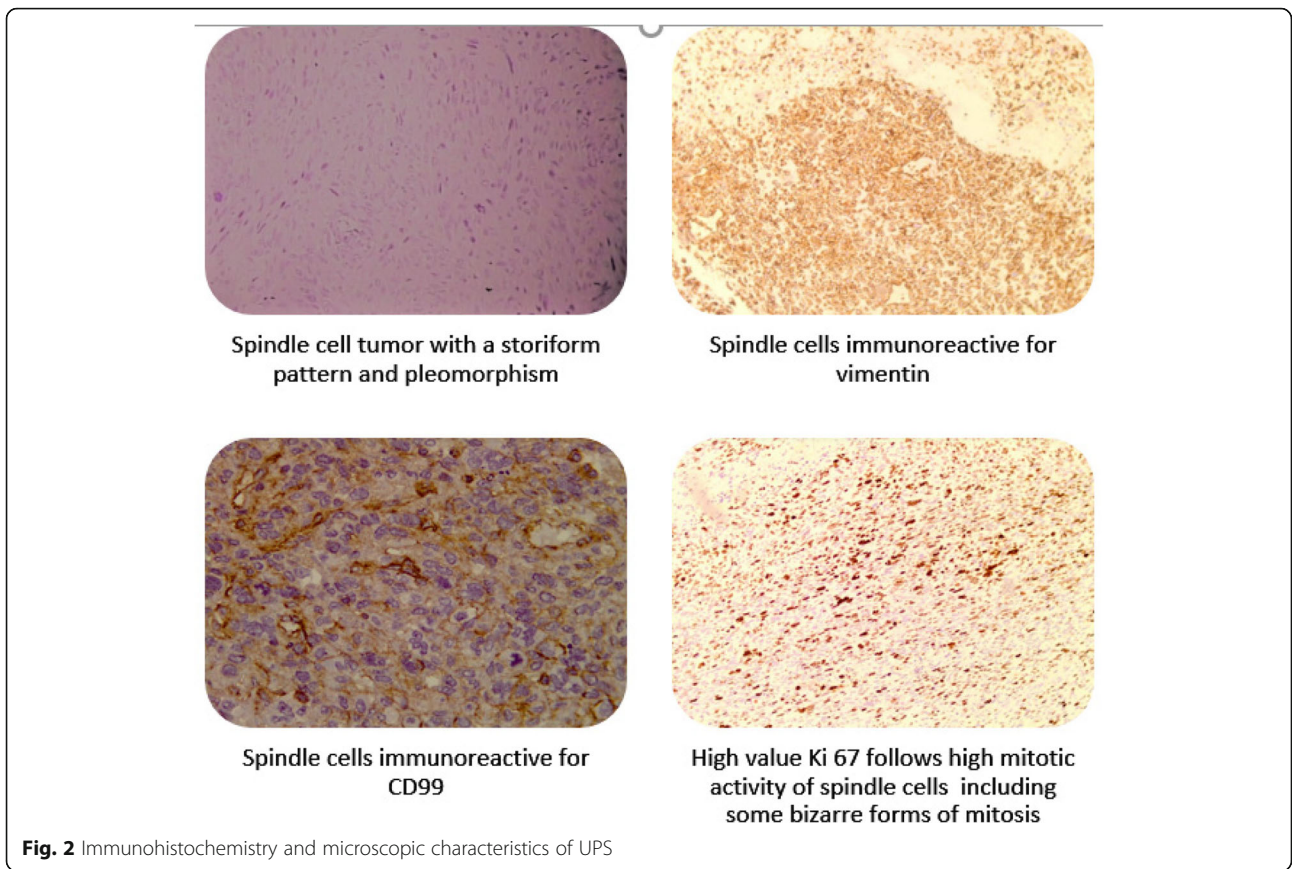 Spindle cell tumor with a storiform
pattern and pleomorphism
Spindle cells immunoreactive for
vimentin
Spindle cells immunoreactive for
CD99
High value Ki 67 follows high mitotic
activity of spindle cells including
some bizarre forms of mitosis
Fig. 2 Immunohistochemistry and microscopic characteristics of UPS